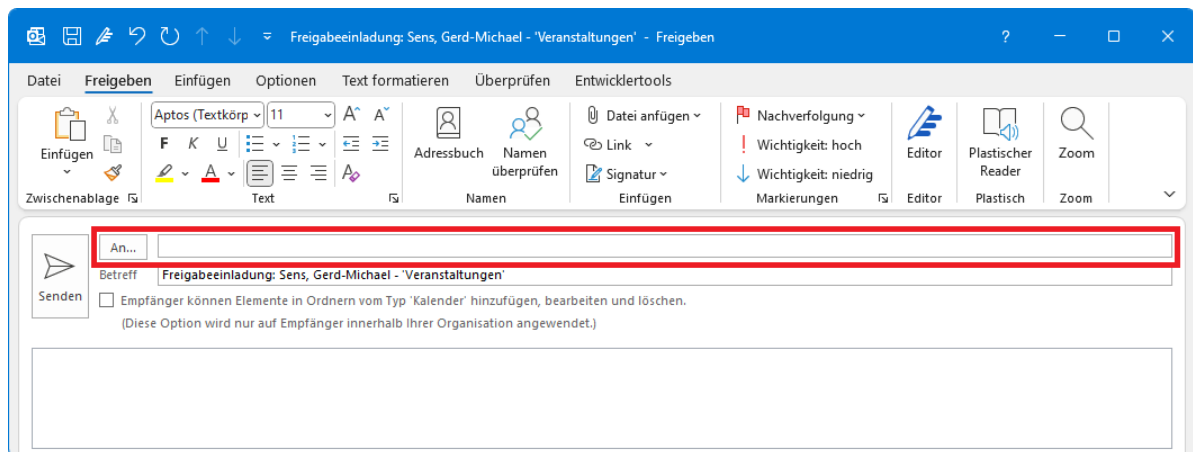 Freigabeeinladung: Sens, Gerd-Michael - 'Veranstaltungen' - Freigeben ?
Datei Freigeben Einfügen Optionen Text formatieren Überprüfen Entwicklertools
Aptos (Textkörp 11 A A Datei anfügen Nachverfolgung
F K U Link Wichtigkeit: hoch
Einfügen Adressbuch Namen überprüfen Signatur Wichtigkeit: niedrig Editor Plastischer Reader Zoom
Zwischenablage Text Namen Einfügen Markierungen Editor Plastisch Zoom
An...
Betreff Freigabeeinladung: Sens, Gerd-Michael - 'Veranstaltungen'
Senden Empfänger können Elemente in Ordnern vom Typ 'Kalender' hinzufügen, bearbeiten und löschen.
(Diese Option wird nur auf Empfänger innerhalb Ihrer Organisation angewendet.)